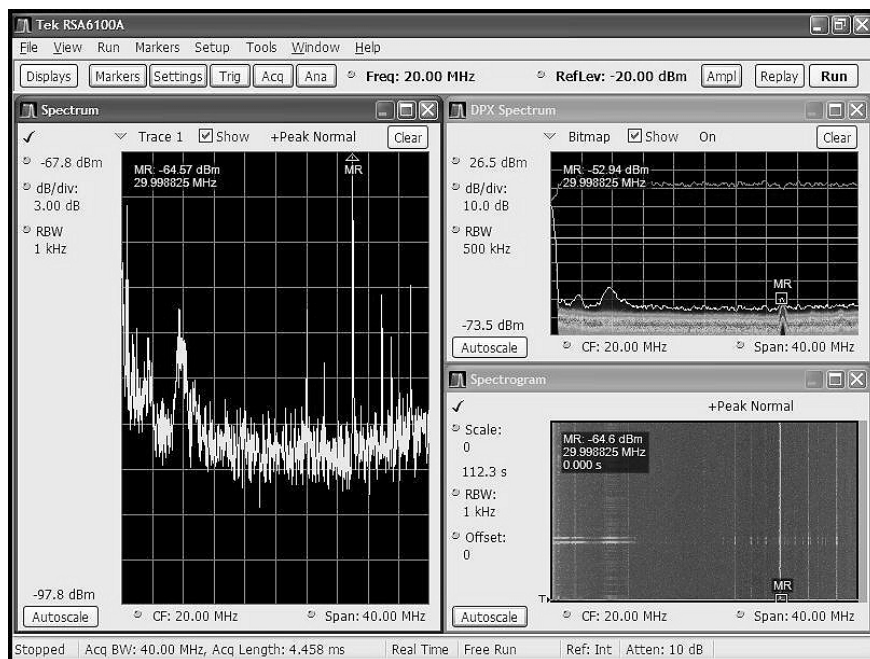 Tek RSA6100A
File View Run Markers Setup Tools Window Help
Displays Markers Settings Trig Acq Ana Freq: 20.00 MHz RefLev: -20.00 dBm Ampl Replay Run
Spectrum
Trace 1 Show +Peak Normal Clear
-67.8 dBm
dB/div:
3.00 dB
RBW
1 kHz
MR: -64.57 dBm
29.998825 MHz
MR
-97.8 dBm
Autoscale CF: 20.00 MHz Span: 40.00 MHz
DPX Spectrum
Bitmap Show On Clear
26.5 dBm
dB/div:
10.0 dB
RBW
500 kHz
MR: -52.94 dBm
29.998825 MHz
MR
-73.5 dBm
Autoscale CF: 20.00 MHz Span: 40.00 MHz
Spectrogram
+Peak Normal
Scale:
0
112.3 s
RBW:
1 kHz
Offset:
0
MR: -64.6 dBm
29.998825 MHz
0.000 s
MR
T
Autoscale CF: 20.00 MHz Span: 40.00 MHz
Stopped Acq BW: 40.00 MHz, Acq Length: 4.458 ms Real Time Free Run Ref: Int Atten: 10 dB